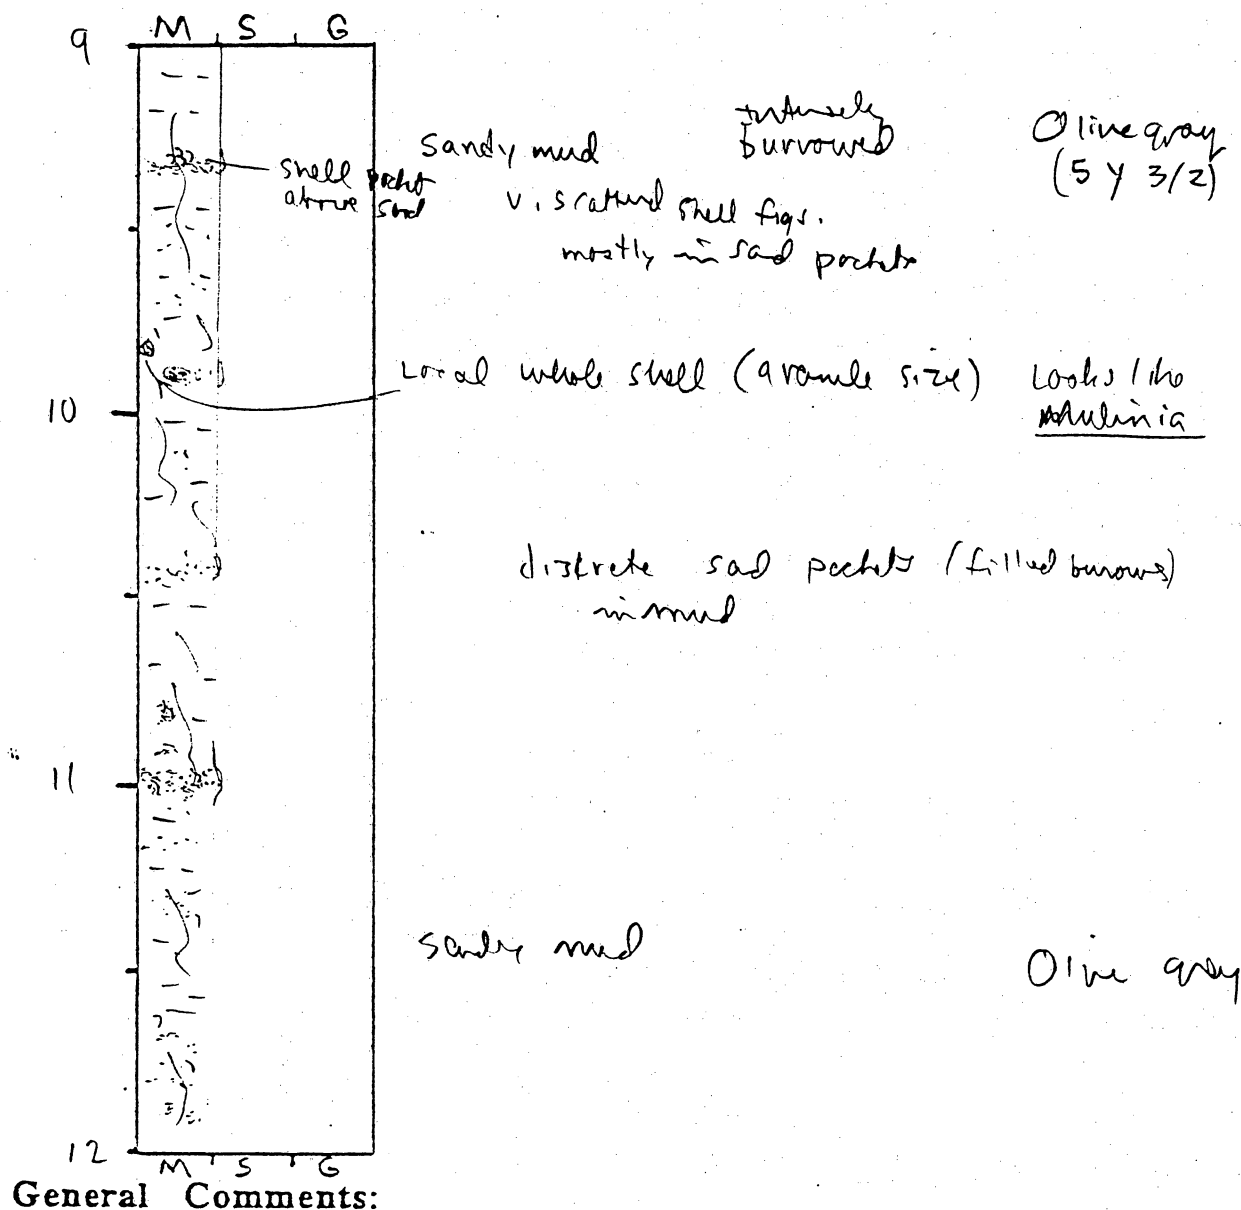 M S G
9
Intensely
Sandy mud burrowed Olive gray
(5 Y 3/2)
shell pocket
above sand
v. scattered shell frgs.
mostly in sand pockets
Local whole shell (granule size) Looks like
Mulinia
10
discrete sand pockets (filled burrows)
in mud
11
Sandy mud Olive gray
12
M S G
General Comments: